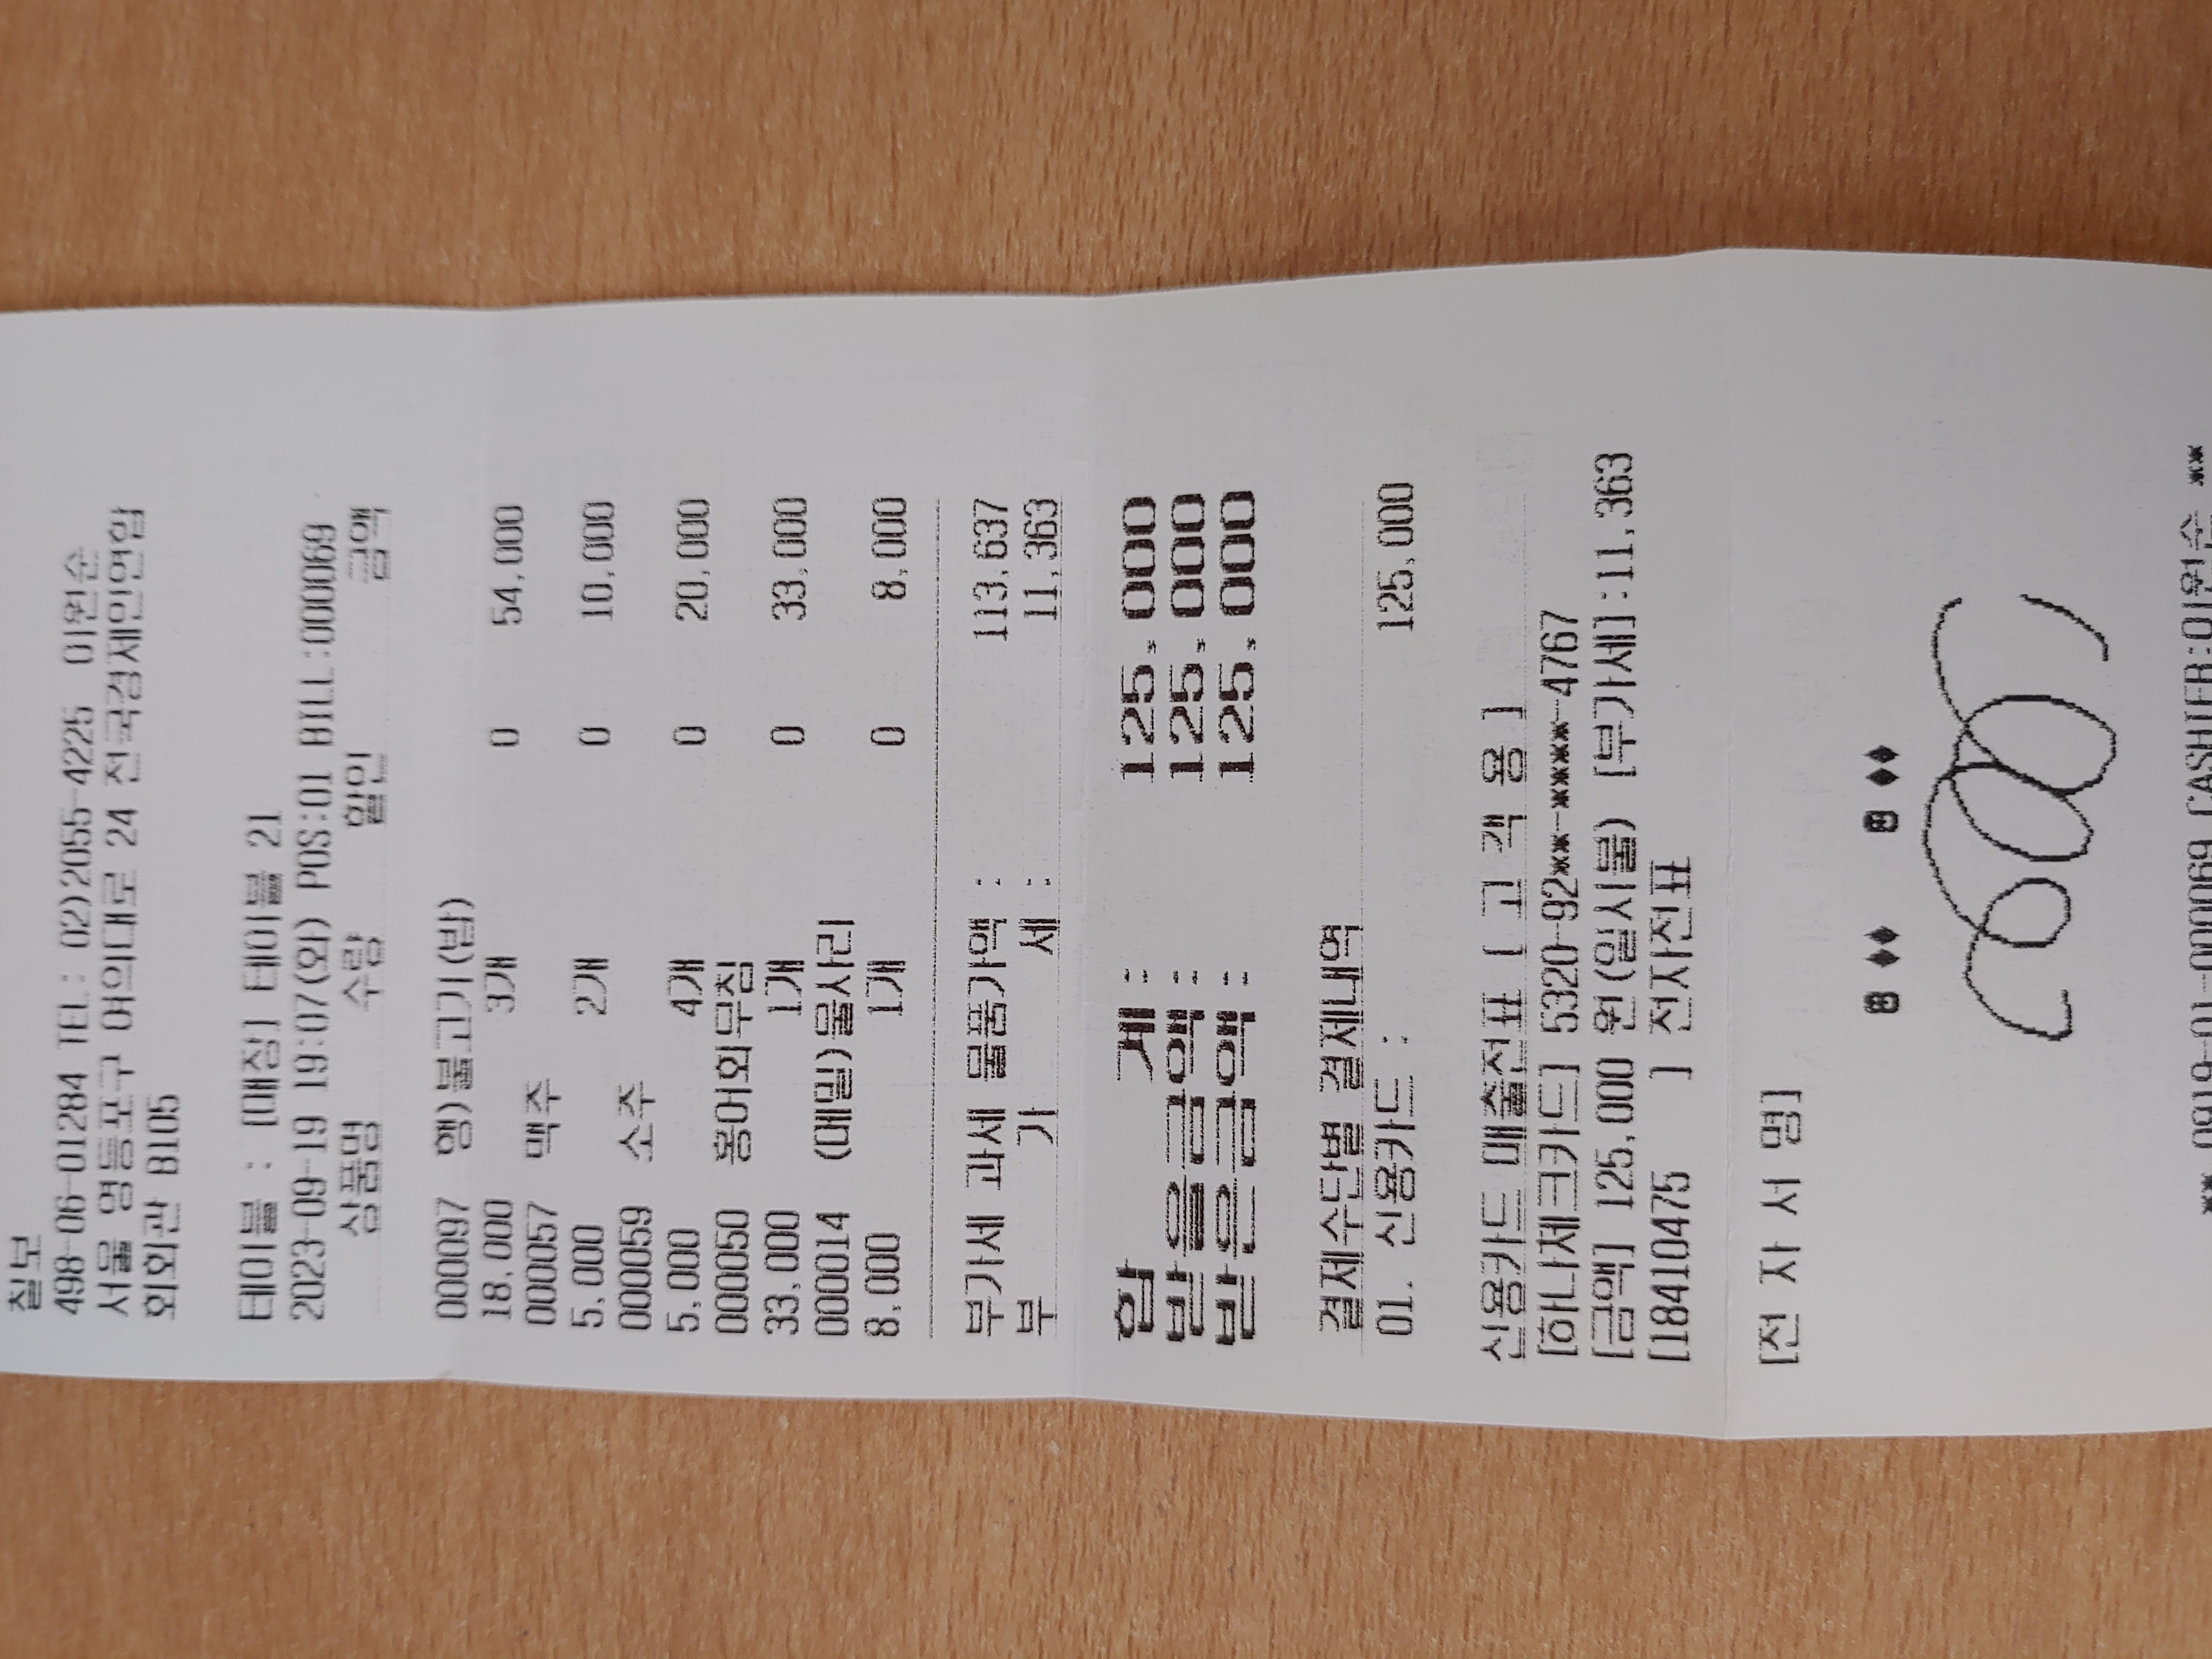 칠보
498-06-01284 TEL: 02)2055-4225 이원순
서울 영등포구 여의대로 24 전국경제인연합
회회관 B105
테이블 : [매장] 테이블 21
2023-09-19 19:07(화) POS:01 BILL:000069
상품명 수량 할인 금액
000097 행)불고기(밥)
18,000 3개 0 54,000
000057 맥주
5,000 2개 0 10,000
000059 소주
5,000 4개 0 20,000
000050 홍어회무침
33,000 1개 0 33,000
000014 (메밀)물사리
8,000 1개 0 8,000
부가세 과세 물품가액 : 113,637
부 가 세 : 11,363
합 계 : 125,000
받을금액 : 125,000
받은금액 : 125,000
결제수단별 결제내역
01. 신용카드 : 125,000
신용카드 매출전표 [ 고 객 용 ]
[하나체크카드] 5320-92**-****-4767
[금액] 125,000 원(일시불) [부가세]:11,363
[18410475 ] 전자전표
[전 자 서 명]
** 0919-01-000069 CASHIER:이원순 **